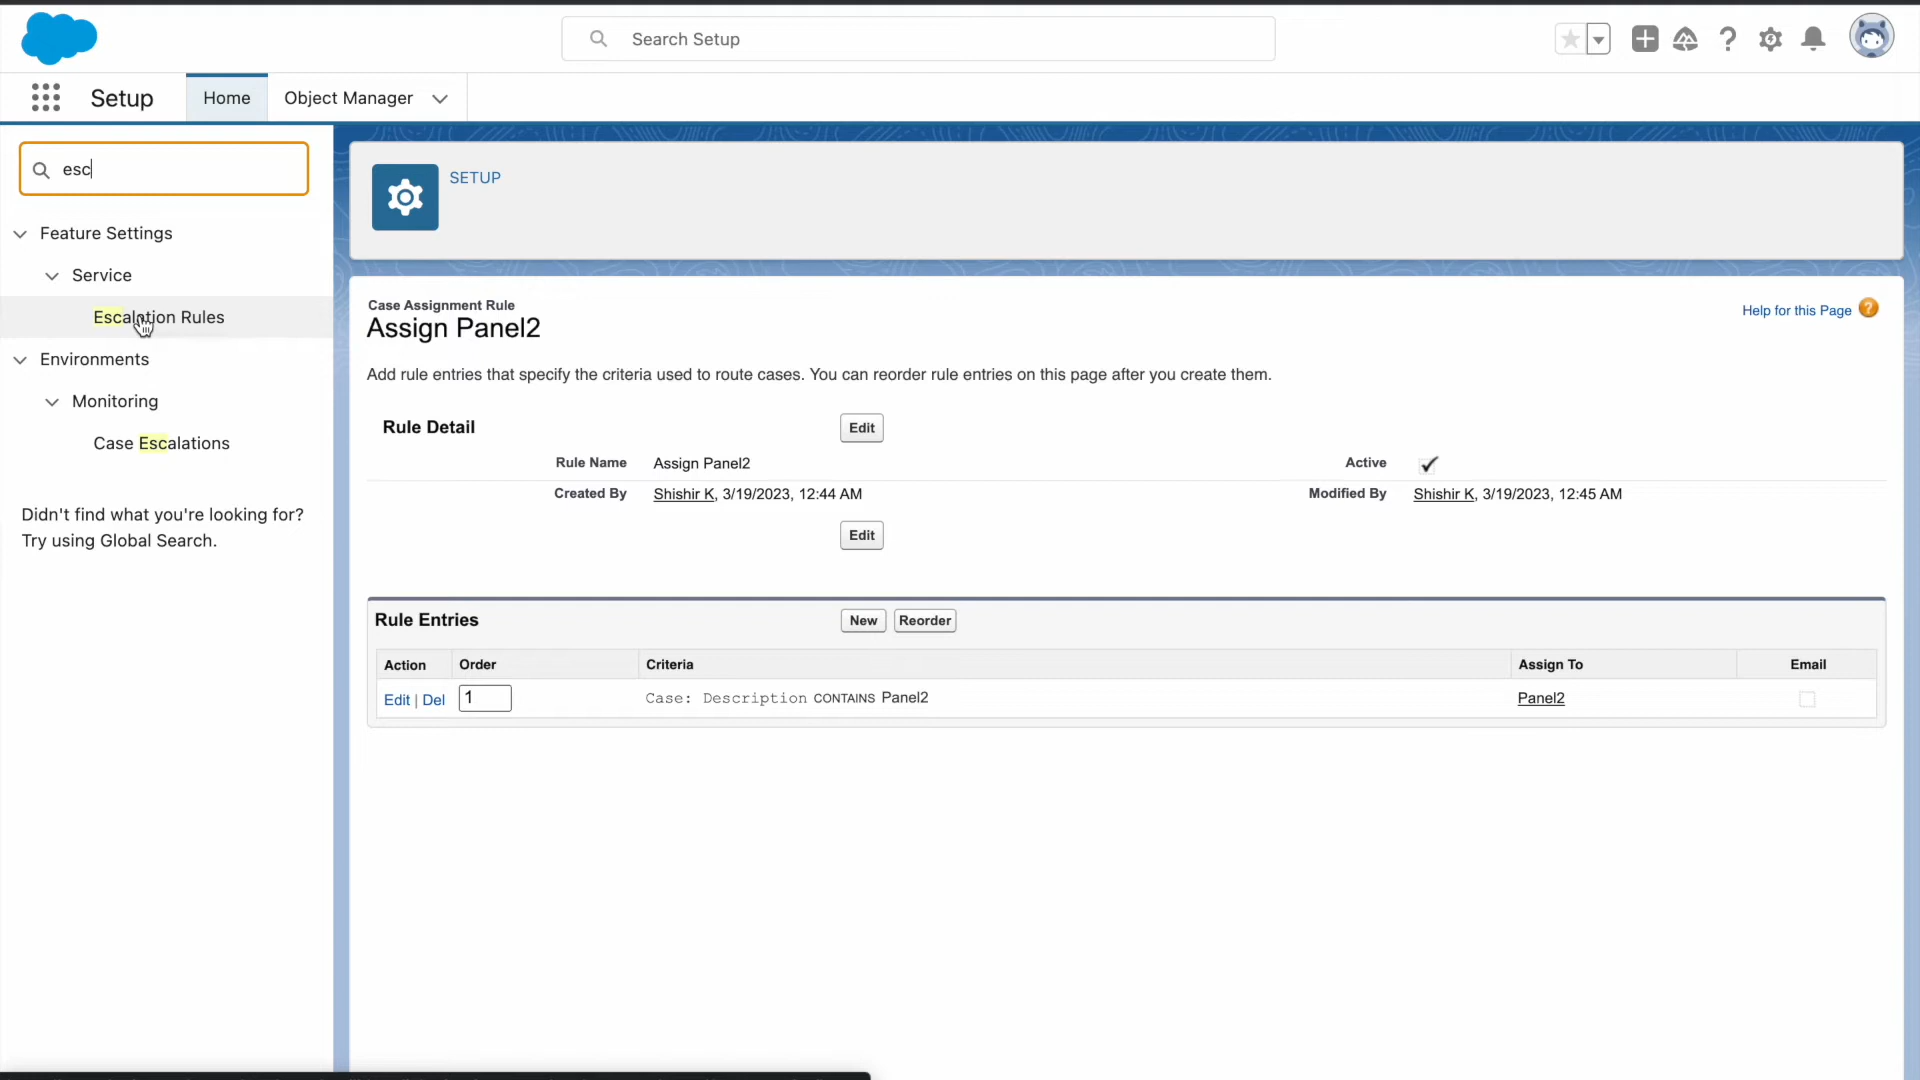 Search Setup
Setup
Home
Object Manager
esc
Feature Settings
Service
Escalation Rules
Environments
Monitoring
Case Escalations
Didn't find what you're looking for?
Try using Global Search.
SETUP
Case Assignment Rule
Assign Panel2
Help for this Page
Add rule entries that specify the criteria used to route cases. You can reorder rule entries on this page after you create them.
Rule Detail
Edit
Rule Name Assign Panel2
Active
Created By Shishir K, 3/19/2023, 12:44 AM
Modified By Shishir K, 3/19/2023, 12:45 AM
Edit
Rule Entries
New Reorder
Action Order Criteria Assign To Email
Edit | Del 1 Case: Description CONTAINS Panel2 Panel2